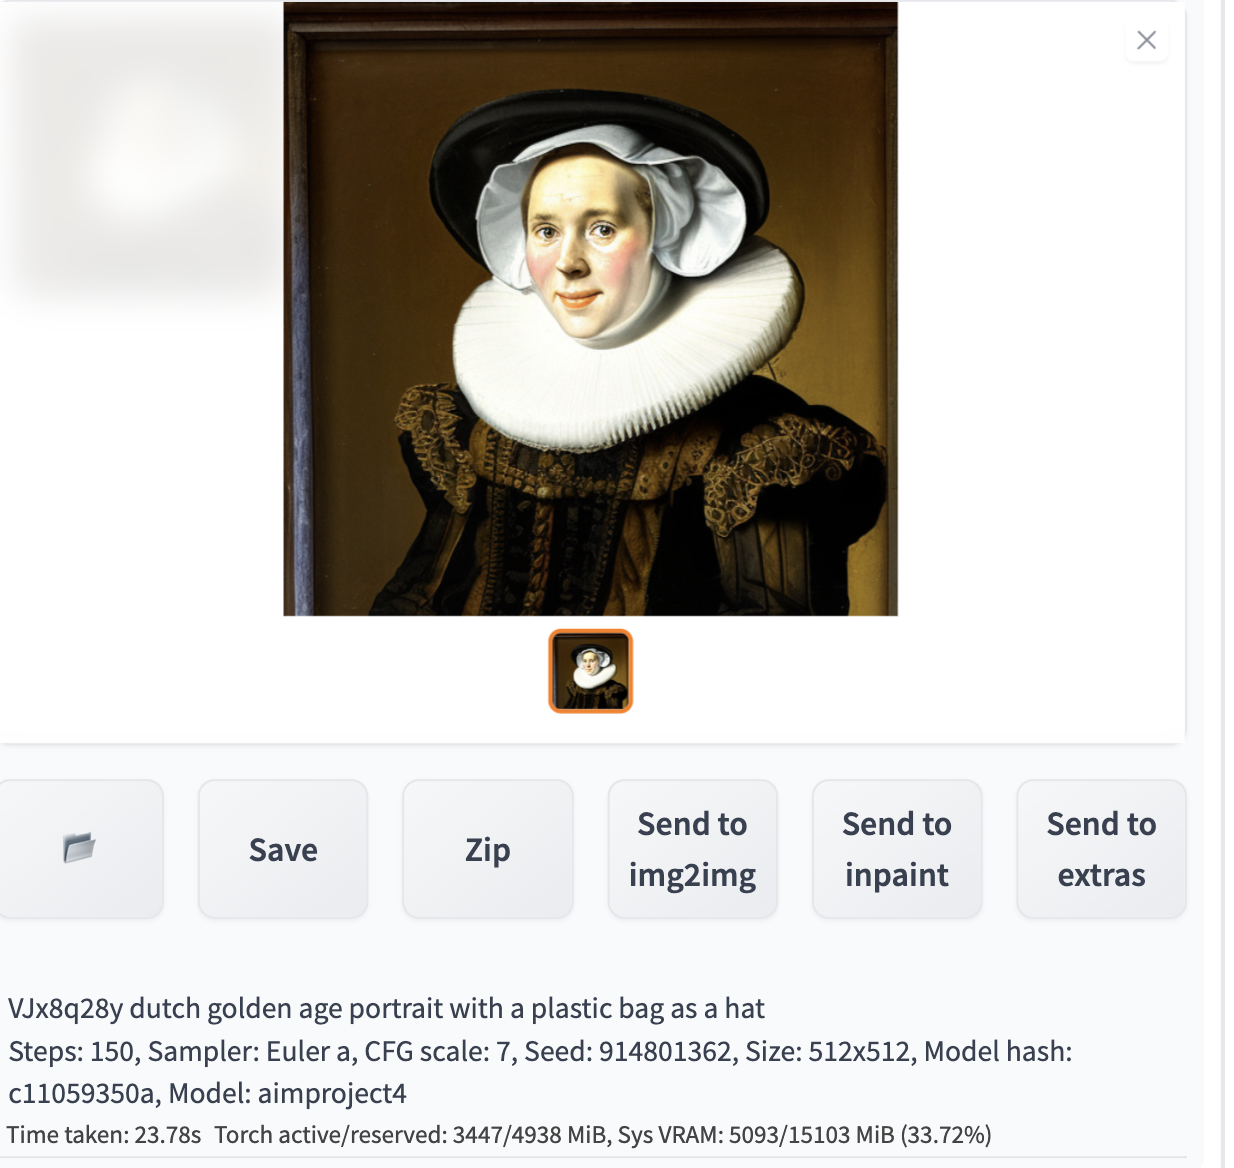 Save
Zip
Send to
img2img
Send to
inpaint
Send to
extras
VJx8q28y dutch golden age portrait with a plastic bag as a hat
Steps: 150, Sampler: Euler a, CFG scale: 7, Seed: 914801362, Size: 512x512, Model hash:
c11059350a, Model: aimproject4
Time taken: 23.78s Torch active/reserved: 3447/4938 MiB, Sys VRAM: 5093/15103 MiB (33.72%)